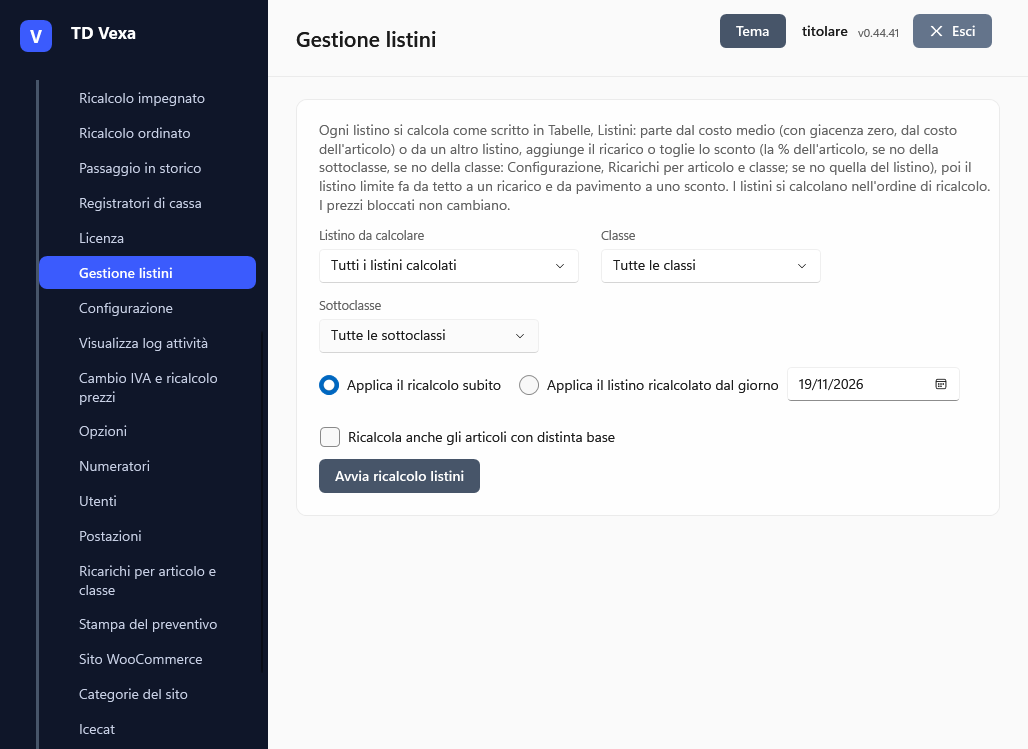 V
TD Vexa
Ricalcolo impegnato
Ricalcolo ordinato
Passaggio in storico
Registratori di cassa
Licenza
Gestione listini
Configurazione
Visualizza log attività
Cambio IVA e ricalcolo
prezzi
Opzioni
Numeratori
Utenti
Postazioni
Ricarichi per articolo e
classe
Stampa del preventivo
Sito WooCommerce
Categorie del sito
Icecat
Gestione listini
Tema
titolare
v0.44.41
Esci
Ogni listino si calcola come scritto in Tabelle, Listini: parte dal costo medio (con giacenza zero, dal costo
dell'articolo) o da un altro listino, aggiunge il ricarico o toglie lo sconto (la % dell'articolo, se no della
sottoclasse, se no della classe: Configurazione, Ricarichi per articolo e classe; se no quella del listino), poi il
listino limite fa da tetto a un ricarico e da pavimento a uno sconto. I listini si calcolano nell'ordine di ricalcolo.
I prezzi bloccati non cambiano.
Listino da calcolare
Classe
Tutti i listini calcolati
Tutte le classi
Sottoclasse
Tutte le sottoclassi
Applica il ricalcolo subito
Applica il listino ricalcolato dal giorno
19/11/2026
Ricalcola anche gli articoli con distinta base
Avvia ricalcolo listini